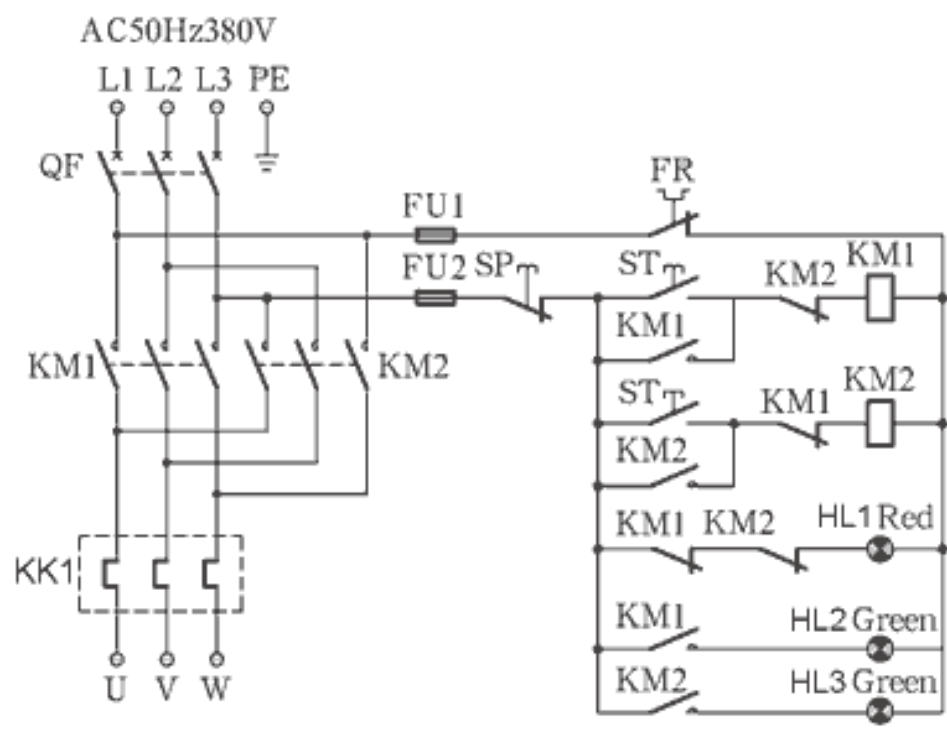 AC50Hz380V
L1 L2 L3 PE
QF
FR
FU1
FU2 SP ST KM2 KM1
KM1 KM2 KM1
ST KM1 KM2
KM2
KM1 KM2 HL1 Red
KK1
KM1 HL2 Green
U V W KM2 HL3 Green